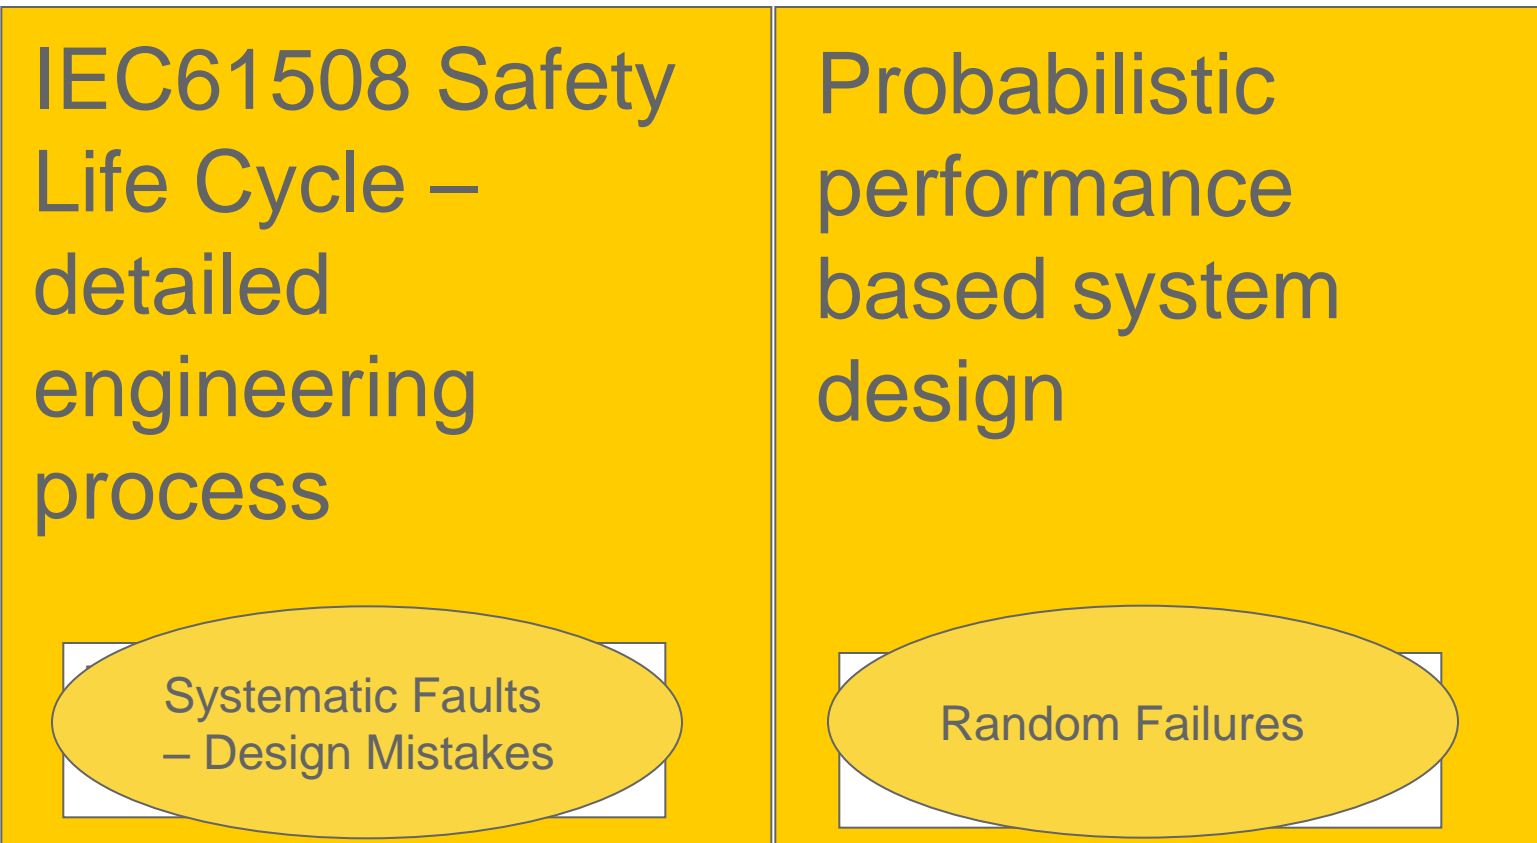 IEC61508 Safety
Life Cycle –
detailed
engineering
process
Systematic Faults
– Design Mistakes
Probabilistic
performance
based system
design
Random Failures